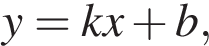 y = kx + b,